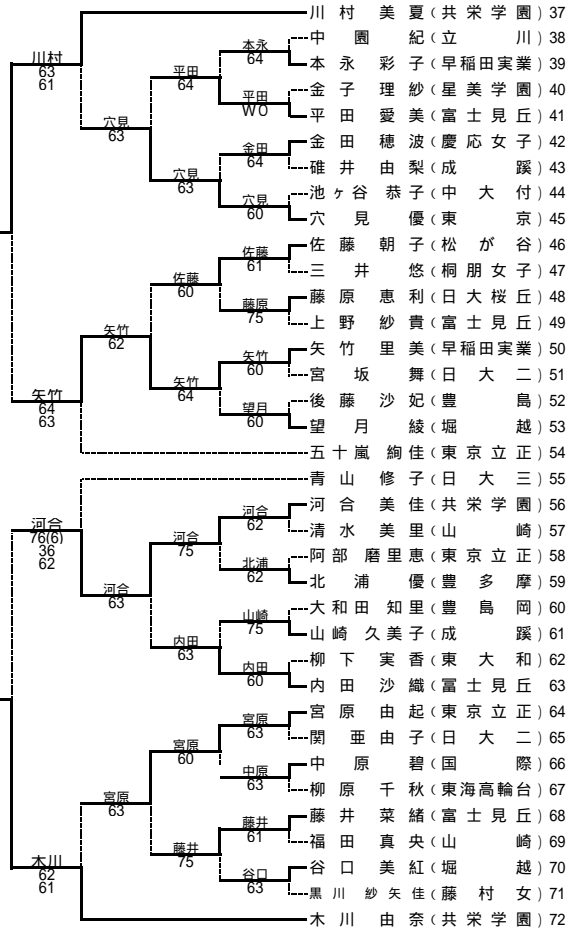 川村 美夏(共栄学園) 37
中園 紀(立川) 38
本永 彩子(早稲田実業) 39
金子 理紗(星美学園) 40
平田 愛美(富士見丘) 41
金田 穂波(慶応女子) 42
碓井 由梨(成蹊) 43
池ヶ谷 恭子(中大付) 44
穴見 優(東京) 45
佐藤 朝子(松が谷) 46
三井 悠(桐朋女子) 47
藤原 恵利(日大桜丘) 48
上野 紗貴(富士見丘) 49
矢竹 里美(早稲田実業) 50
宮坂 舞(日大二) 51
後藤 沙妃(豊島) 52
望月 綾(堀越) 53
五十嵐 絢佳(東京立正) 54
青山 修子(日大三) 55
河合 美佳(共栄学園) 56
清水 美里(山崎) 57
阿部 磨里恵(東京立正) 58
北浦 優(豊多摩) 59
大和田 知里(豊島岡) 60
山崎 久美子(成蹊) 61
柳下 実香(東大和) 62
内田 沙織(冨士見丘 63
宮原 由起(東京立正) 64
関 亜由子(日大二) 65
中原 碧(国際) 66
柳原 千秋(東海高輪台) 67
藤井 菜緒(富士見丘) 68
福田 真央(山崎) 69
谷口 美紅(堀越) 70
黒川 紗矢佳(藤村女) 71
木川 由奈(共栄学園) 72
本永
64
平田
WO
金田
64
穴見
60
佐藤
61
藤原
75
矢竹
60
望月
60
河合
62
北浦
62
山崎
75
内田
60
宮原
63
中原
63
藤井
61
谷口
63
平田
64
穴見
63
佐藤
60
矢竹
64
河合
75
内田
63
宮原
60
藤井
75
穴見
63
矢竹
62
河合
63
宮原
63
川村
63
61
矢竹
64
63
河合
76(6)
36
62
木川
62
61